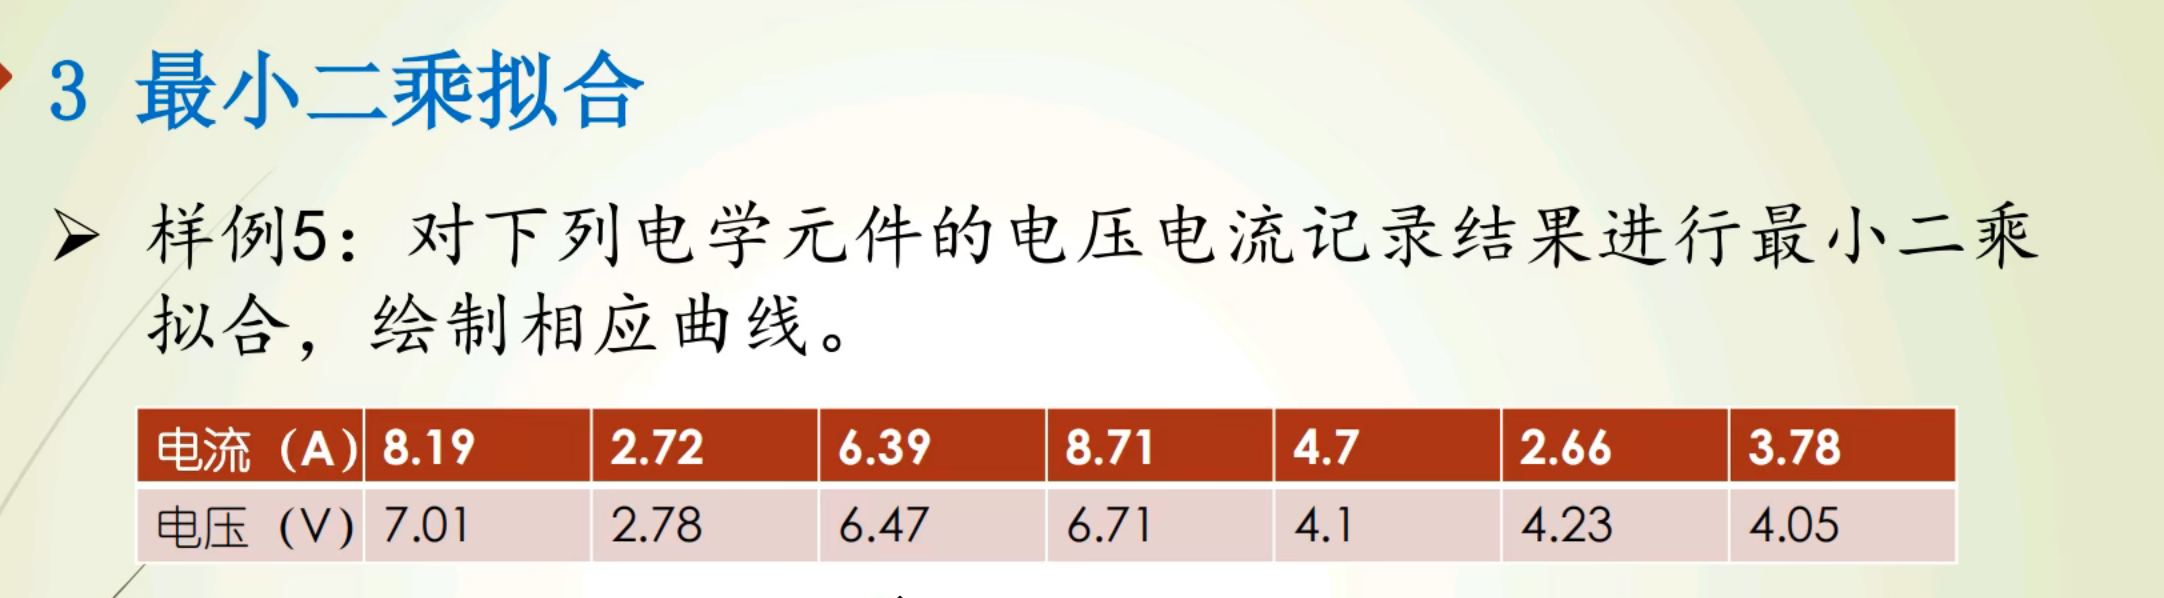 3 最小二乘拟合
样例5：对下列电学元件的电压电流记录结果进行最小二乘
拟合，绘制相应曲线。
电流（A） 8.19 2.72 6.39 8.71 4.7 2.66 3.78
电压（V） 7.01 2.78 6.47 6.71 4.1 4.23 4.05